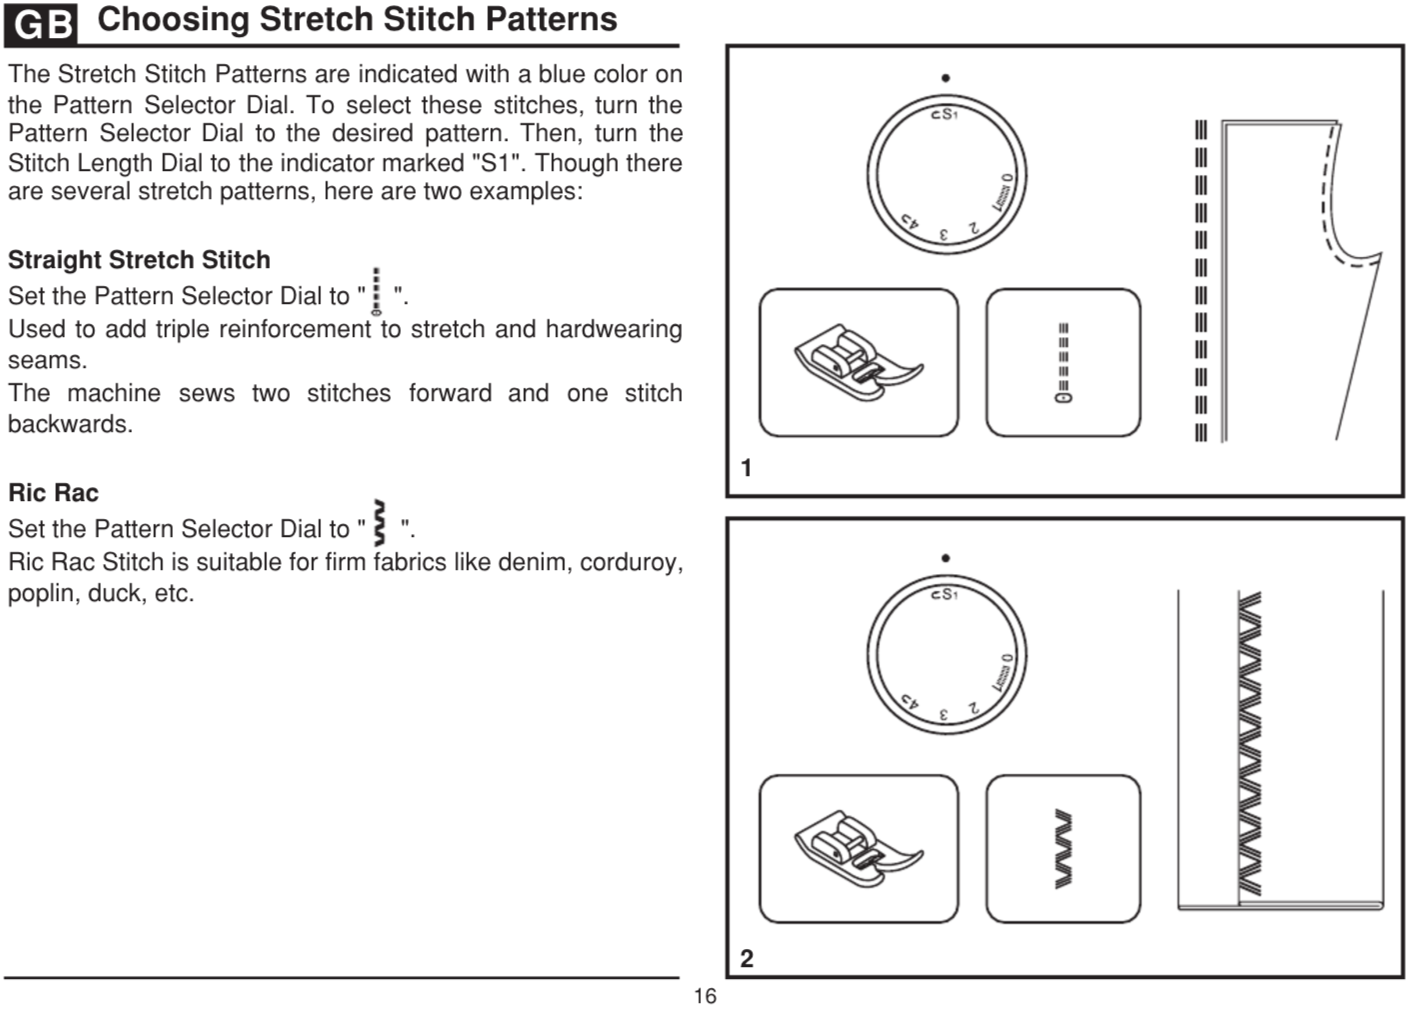 GB Choosing Stretch Stitch Patterns
The Stretch Stitch Patterns are indicated with a blue color on
the Pattern Selector Dial. To select these stitches, turn the
Pattern Selector Dial to the desired pattern. Then, turn the
Stitch Length Dial to the indicator marked "S1". Though there
are several stretch patterns, here are two examples:
Straight Stretch Stitch
Set the Pattern Selector Dial to " ".
Used to add triple reinforcement to stretch and hardwearing
seams.
The machine sews two stitches forward and one stitch
backwards.
Ric Rac
Set the Pattern Selector Dial to " ".
Ric Rac Stitch is suitable for firm fabrics like denim, corduroy,
poplin, duck, etc.
S1
0
1
2
3
4
1
S1
0
1
2
3
4
2
16